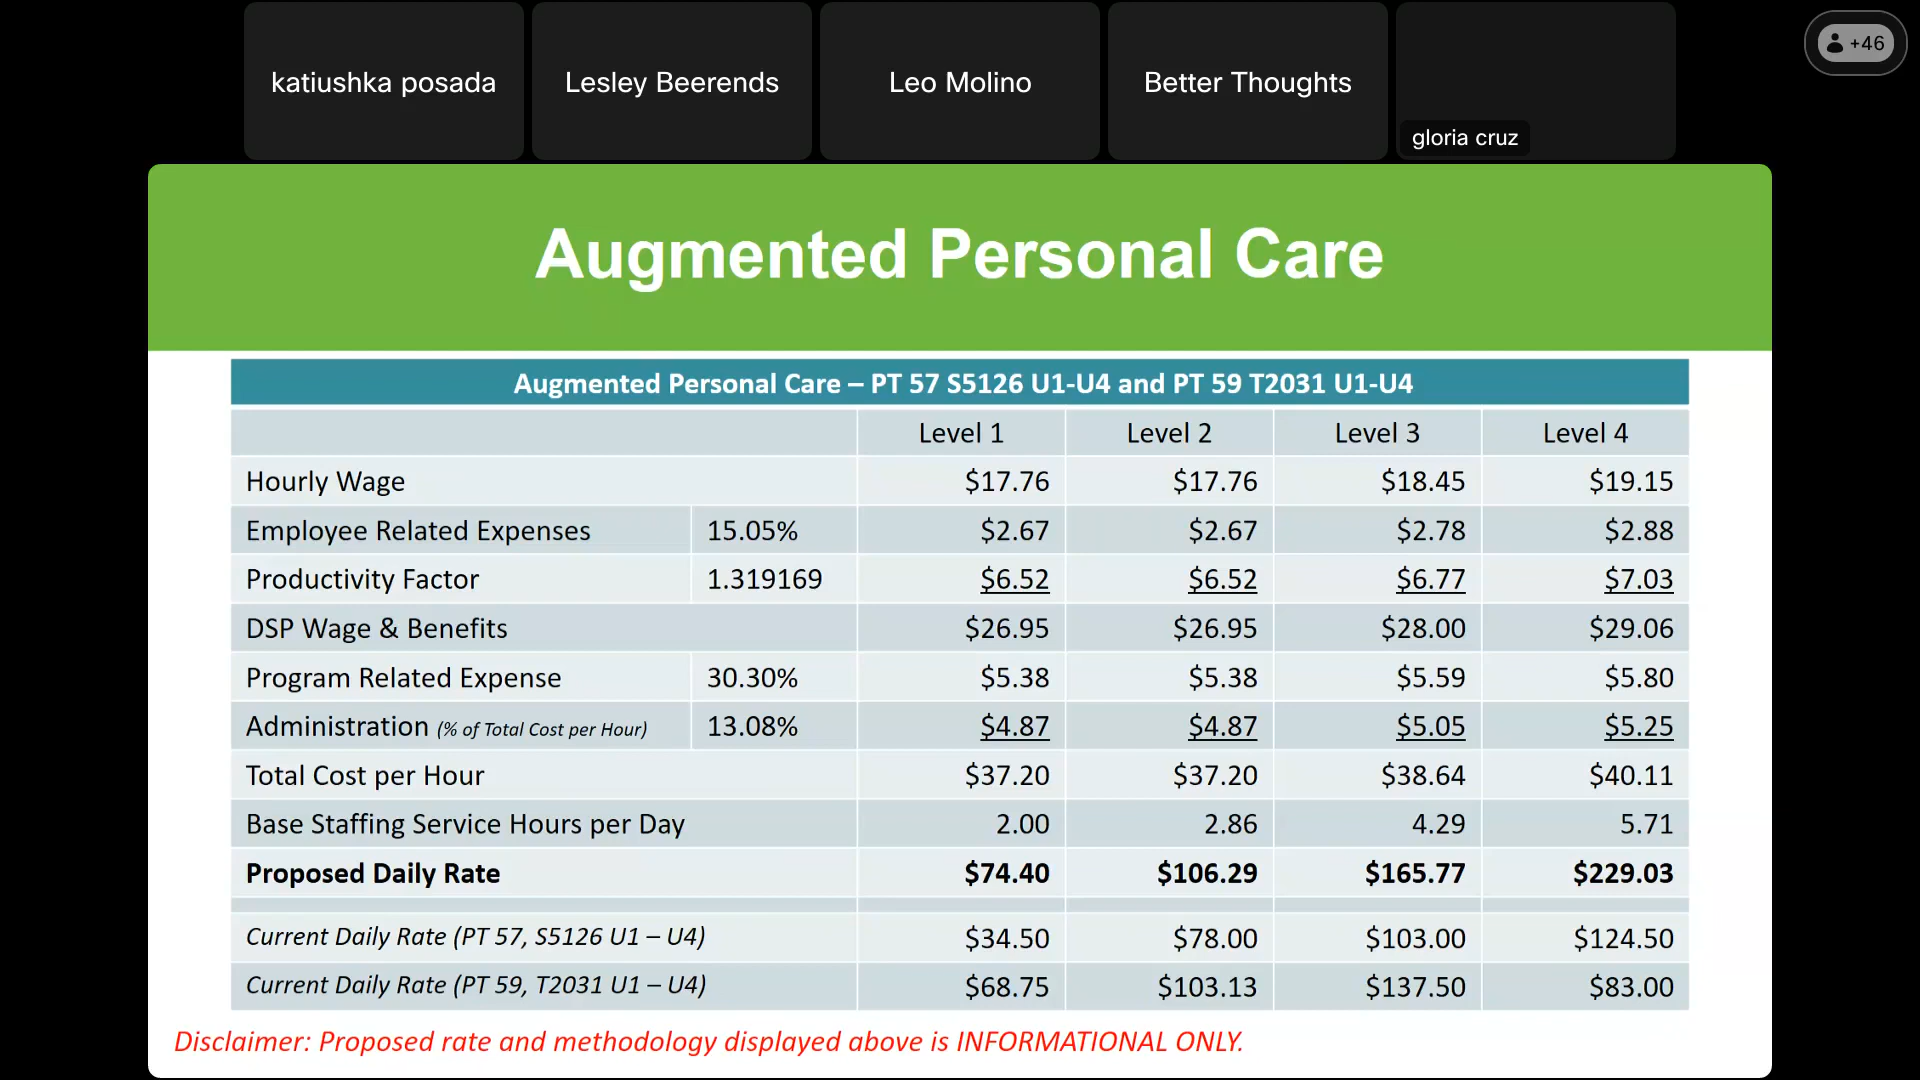 katiushka posada
Lesley Beerends
Leo Molino
Better Thoughts
gloria cruz
+46
Augmented Personal Care
Augmented Personal Care – PT 57 S5126 U1-U4 and PT 59 T2031 U1-U4
Level 1 Level 2 Level 3 Level 4
Hourly Wage $17.76 $17.76 $18.45 $19.15
Employee Related Expenses 15.05% $2.67 $2.67 $2.78 $2.88
Productivity Factor 1.319169 $6.52 $6.52 $6.77 $7.03
DSP Wage & Benefits $26.95 $26.95 $28.00 $29.06
Program Related Expense 30.30% $5.38 $5.38 $5.59 $5.80
Administration (% of Total Cost per Hour) 13.08% $4.87 $4.87 $5.05 $5.25
Total Cost per Hour $37.20 $37.20 $38.64 $40.11
Base Staffing Service Hours per Day 2.00 2.86 4.29 5.71
Proposed Daily Rate $74.40 $106.29 $165.77 $229.03
Current Daily Rate (PT 57, S5126 U1 – U4) $34.50 $78.00 $103.00 $124.50
Current Daily Rate (PT 59, T2031 U1 – U4) $68.75 $103.13 $137.50 $83.00
Disclaimer: Proposed rate and methodology displayed above is INFORMATIONAL ONLY.